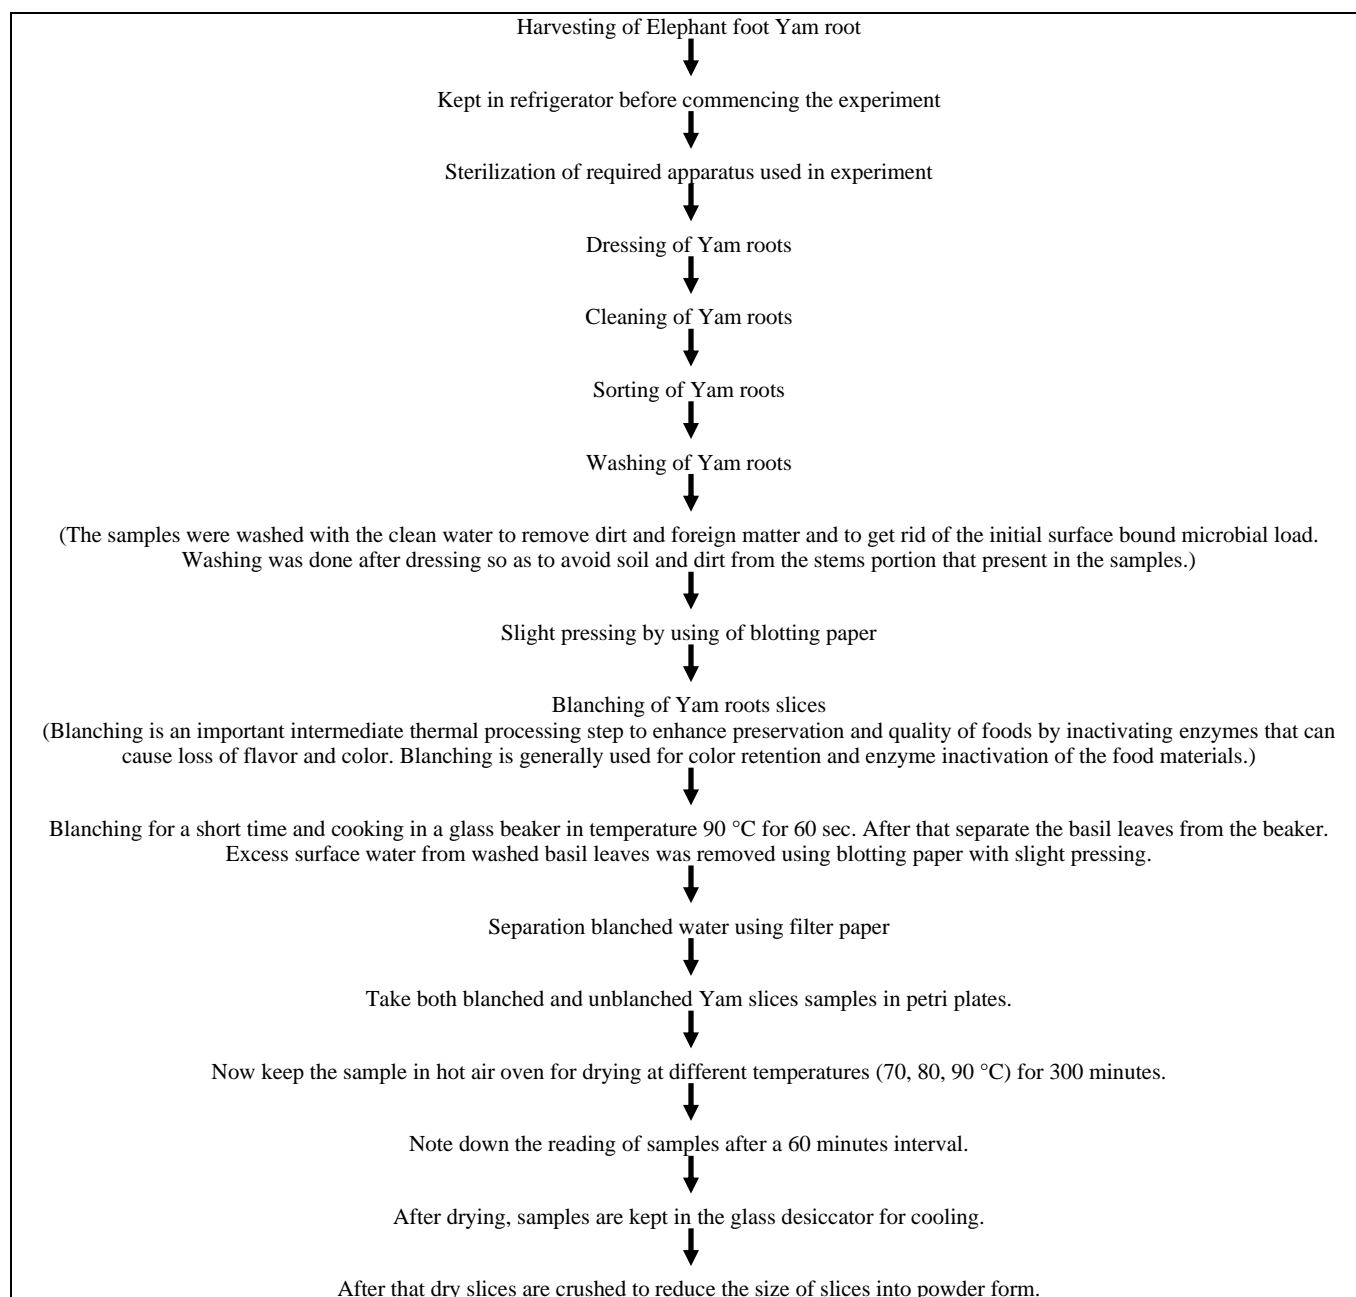 Harvesting of Elephant foot Yam root
Kept in refrigerator before commencing the experiment
Sterilization of required apparatus used in experiment
Dressing of Yam roots
Cleaning of Yam roots
Sorting of Yam roots
Washing of Yam roots
(The samples were washed with the clean water to remove dirt and foreign matter and to get rid of the initial surface bound microbial load.
Washing was done after dressing so as to avoid soil and dirt from the stems portion that present in the samples.)
Slight pressing by using of blotting paper
Blanching of Yam roots slices
(Blanching is an important intermediate thermal processing step to enhance preservation and quality of foods by inactivating enzymes that can
cause loss of flavor and color. Blanching is generally used for color retention and enzyme inactivation of the food materials.)
Blanching for a short time and cooking in a glass beaker in temperature 90 °C for 60 sec. After that separate the basil leaves from the beaker.
Excess surface water from washed basil leaves was removed using blotting paper with slight pressing.
Separation blanched water using filter paper
Take both blanched and unblanched Yam slices samples in petri plates.
Now keep the sample in hot air oven for drying at different temperatures (70, 80, 90 °C) for 300 minutes.
Note down the reading of samples after a 60 minutes interval.
After drying, samples are kept in the glass desiccator for cooling.
After that dry slices are crushed to reduce the size of slices into powder form.